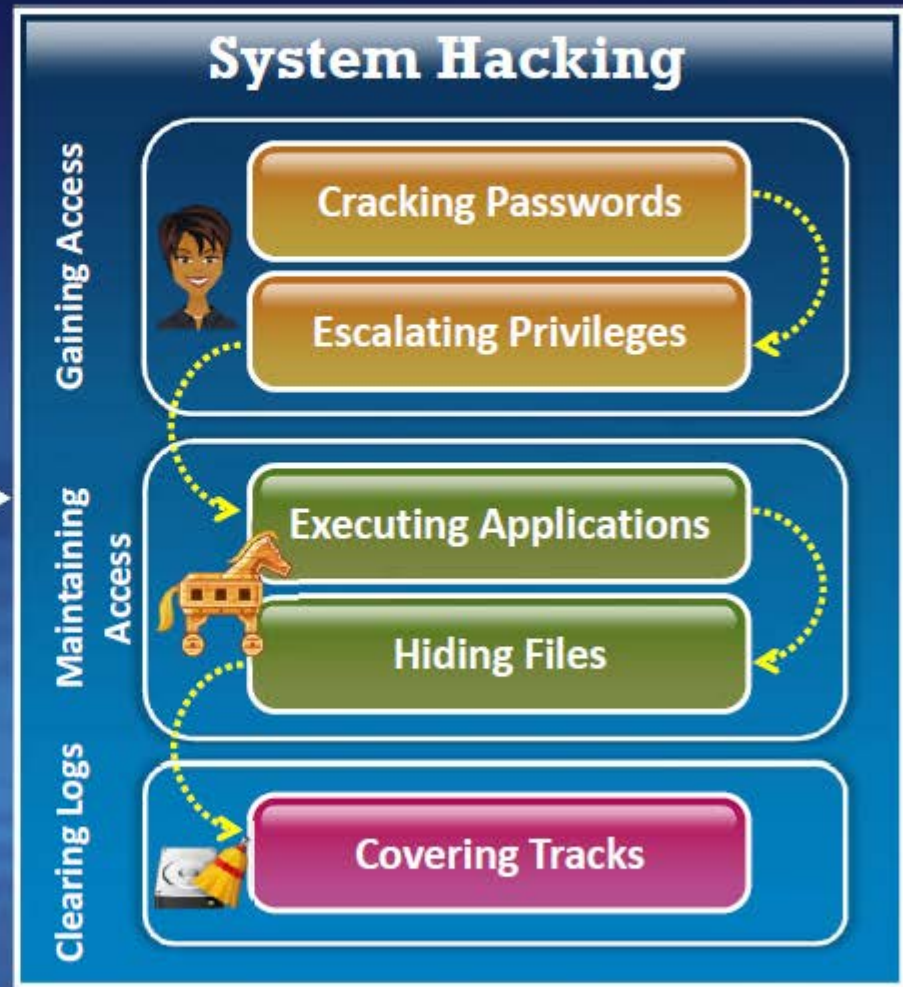 System Hacking
Gaining Access
Cracking Passwords
Escalating Privileges
Maintaining
Access
Executing Applications
Hiding Files
Clearing Logs
Covering Tracks